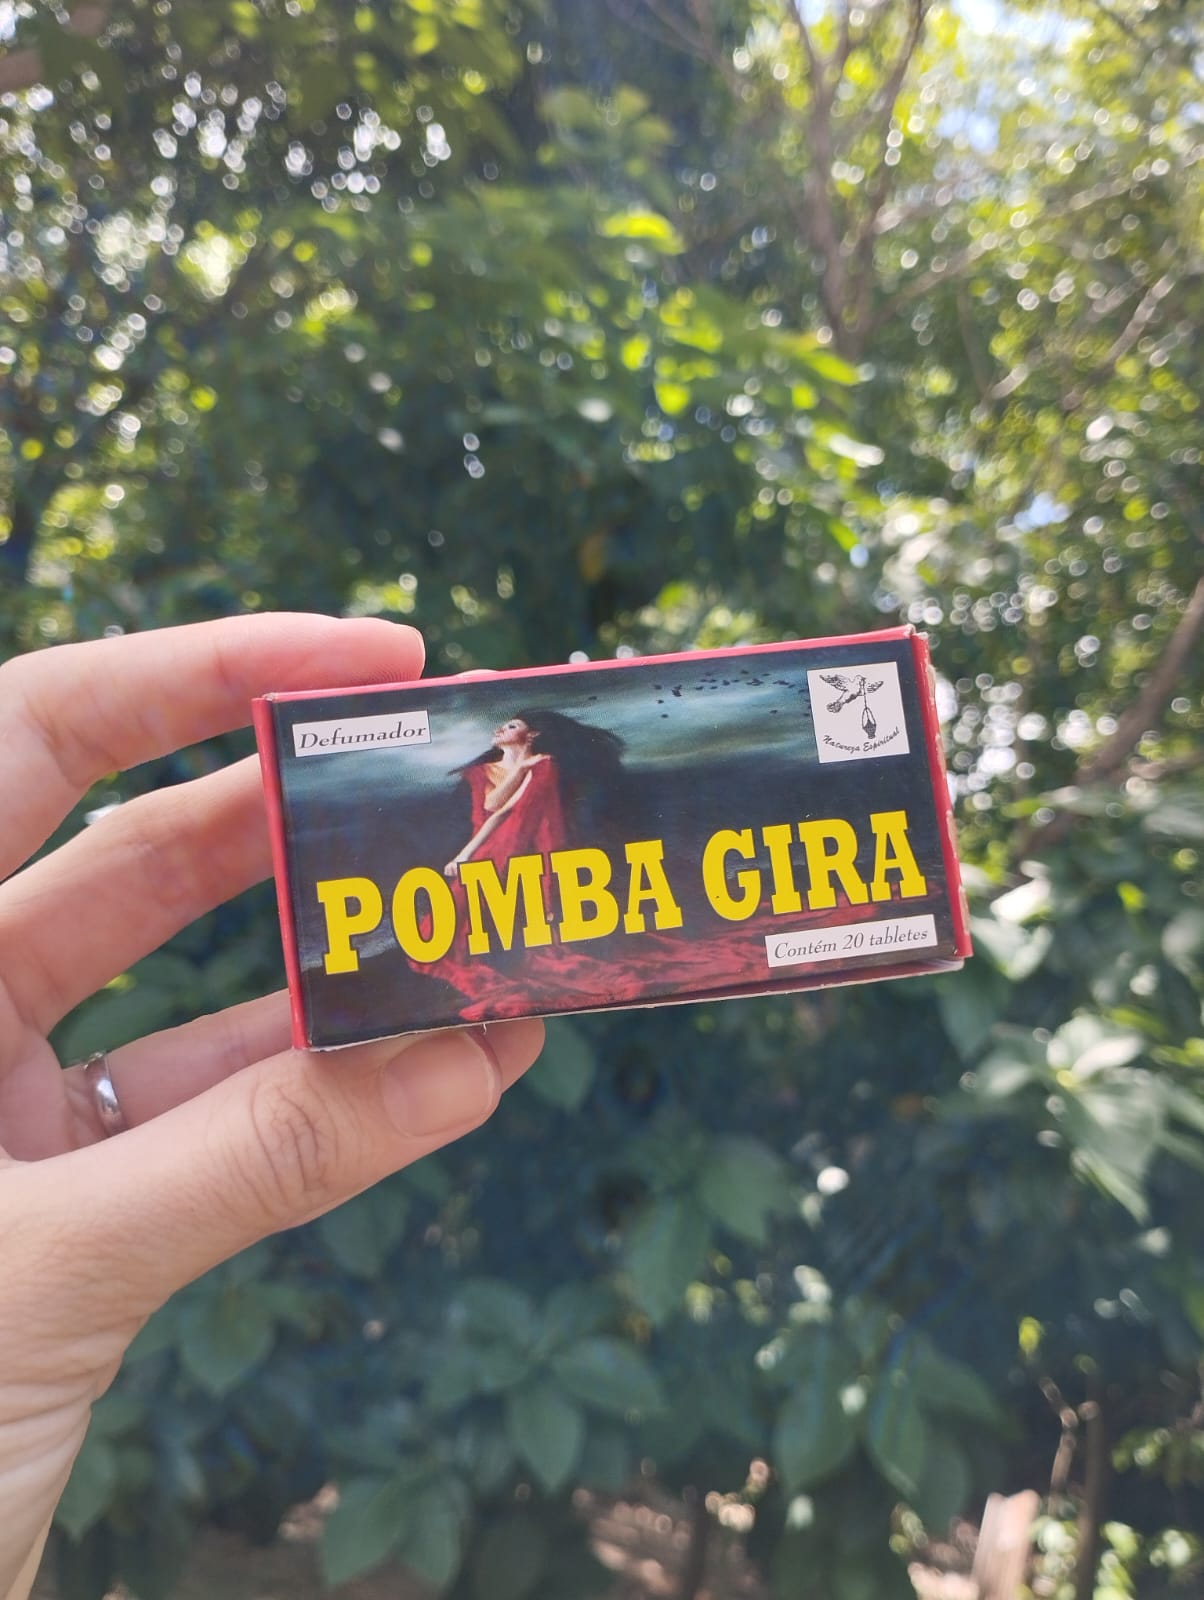 Defumador
Natureza Espiritual
POMBA GIRA
Contém 20 tabletes